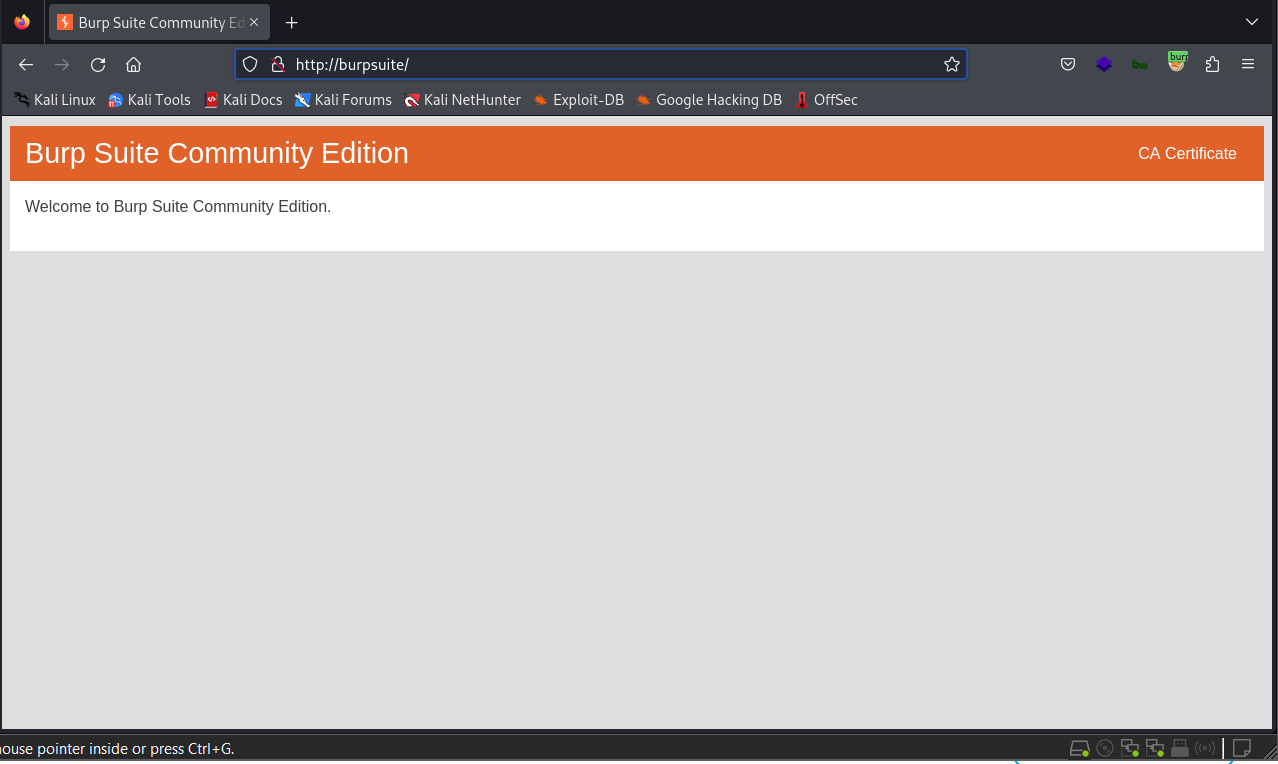 Burp Suite Community Ed
http://burpsuite/
burp
bw
Kali Linux Kali Tools Kali Docs Kali Forums Kali NetHunter Exploit-DB Google Hacking DB OffSec
Burp Suite Community Edition
CA Certificate
Welcome to Burp Suite Community Edition.
ouse pointer inside or press Ctrl+G.